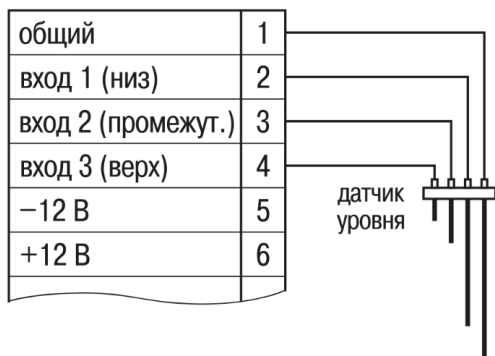 общий 1
вход 1 (низ) 2
вход 2 (промежут.) 3
вход 3 (верх) 4
−12 В 5
+12 В 6
датчик
уровня